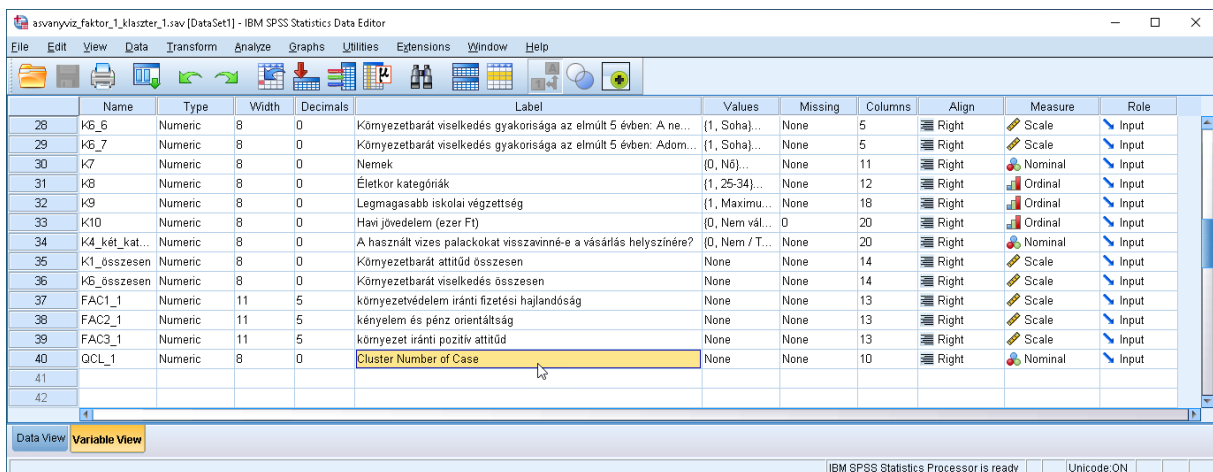 asvanyviz_faktor_1_klaszter_1.sav [DataSet1] - IBM SPSS Statistics Data Editor
File Edit View Data Transform Analyze Graphs Utilities Extensions Window Help
Name Type Width Decimals Label Values Missing Columns Align Measure Role
28 K6_6 Numeric 8 0 Környezetbarát viselkedés gyakorisága az elmúlt 5 évben: A ne... {1, Soha}... None 5 Right Scale Input
29 K6_7 Numeric 8 0 Környezetbarát viselkedés gyakorisága az elmúlt 5 évben: Adom... {1, Soha}... None 5 Right Scale Input
30 K7 Numeric 8 0 Nemek {0, Nő}... None 11 Right Nominal Input
31 K8 Numeric 8 0 Életkor kategóriák {1, 25-34}... None 12 Right Ordinal Input
32 K9 Numeric 8 0 Legmagasabb iskolai végzettség {1, Maximu... None 18 Right Ordinal Input
33 K10 Numeric 8 0 Havi jövedelem (ezer Ft) {0, Nem vál... 0 20 Right Ordinal Input
34 K4_két_kat... Numeric 8 0 A használt vizes palackokat visszavinné-e a vásárlás helyszínére? {0, Nem / T... None 20 Right Nominal Input
35 K1_összesen Numeric 8 0 Környezetbarát attitűd összesen None None 14 Right Scale Input
36 K6_összesen Numeric 8 0 Környezetbarát viselkedés összesen None None 14 Right Scale Input
37 FAC1_1 Numeric 11 5 környezetvédelem iránti fizetési hajlandóság None None 13 Right Scale Input
38 FAC2_1 Numeric 11 5 kényelem és pénz orientáltság None None 13 Right Scale Input
39 FAC3_1 Numeric 11 5 környezet iránti pozitív attitűd None None 13 Right Scale Input
40 QCL_1 Numeric 8 0 Cluster Number of Case None None 10 Right Nominal Input
41
42
Data View Variable View
IBM SPSS Statistics Processor is ready Unicode:ON